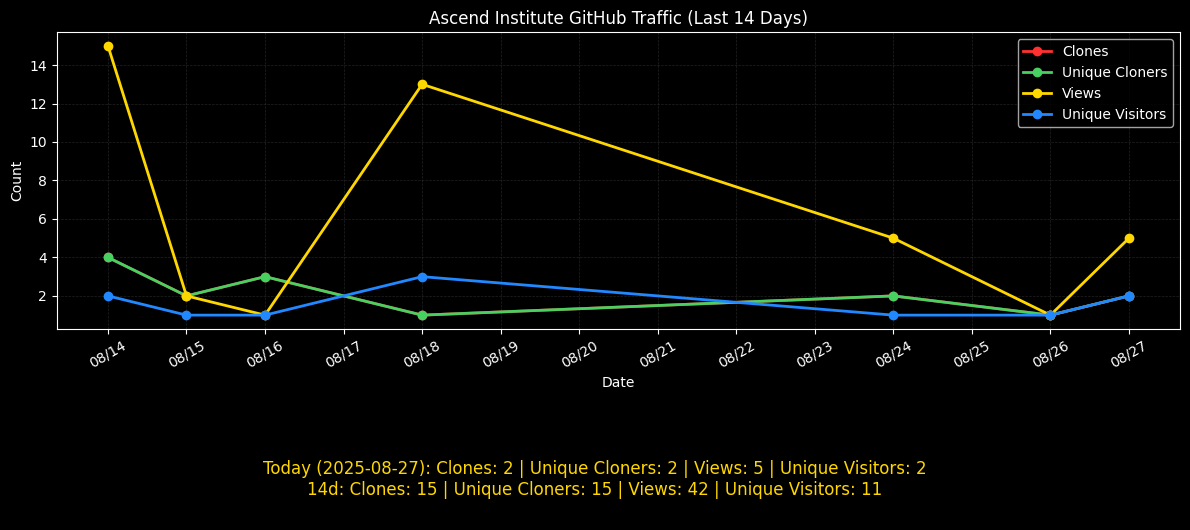 Ascend Institute GitHub Traffic (Last 14 Days)
Clones
Unique Cloners
Views
Unique Visitors
Count
14
12
10
8
6
4
2
08/14 08/15 08/16 08/17 08/18 08/19 08/20 08/21 08/22 08/23 08/24 08/25 08/26 08/27
Date
Today (2025-08-27): Clones: 2 | Unique Cloners: 2 | Views: 5 | Unique Visitors: 2
14d: Clones: 15 | Unique Cloners: 15 | Views: 42 | Unique Visitors: 11